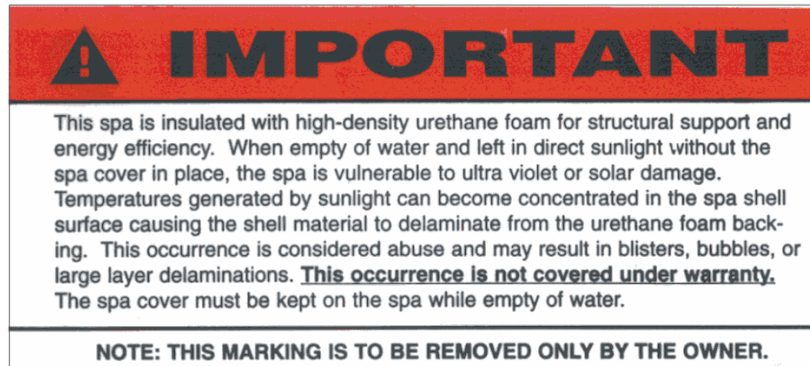 IMPORTANT
This spa is insulated with high-density urethane foam for structural support and
energy efficiency.  When empty of water and left in direct sunlight without the
spa cover in place, the spa is vulnerable to ultra violet or solar damage.
Temperatures generated by sunlight can become concentrated in the spa shell
surface causing the shell material to delaminate from the urethane foam back-
ing.  This occurrence is considered abuse and may result in blisters, bubbles, or
large layer delaminations. This occurrence is not covered under warranty.
The spa cover must be kept on the spa while empty of water.
NOTE: THIS MARKING IS TO BE REMOVED ONLY BY THE OWNER.